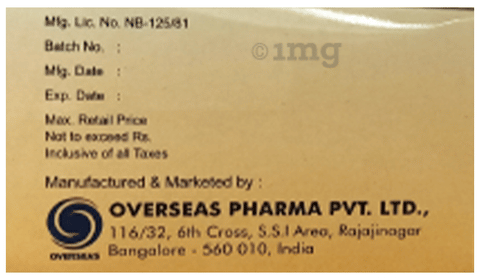 Mfg. Lic. No. NB-125/81
Batch No. :
©1mg
Mfg. Date :
Exp. Date :
Max. Retail Price
Not to exceed Rs.
Inclusive of all Taxes
Manufactured & Marketed by :
OVERSEAS PHARMA PVT. LTD.,
116/32, 6th Cross, S.S.I Area, Rajajinagar
Bangalore - 560 010, India
OVERSEAS